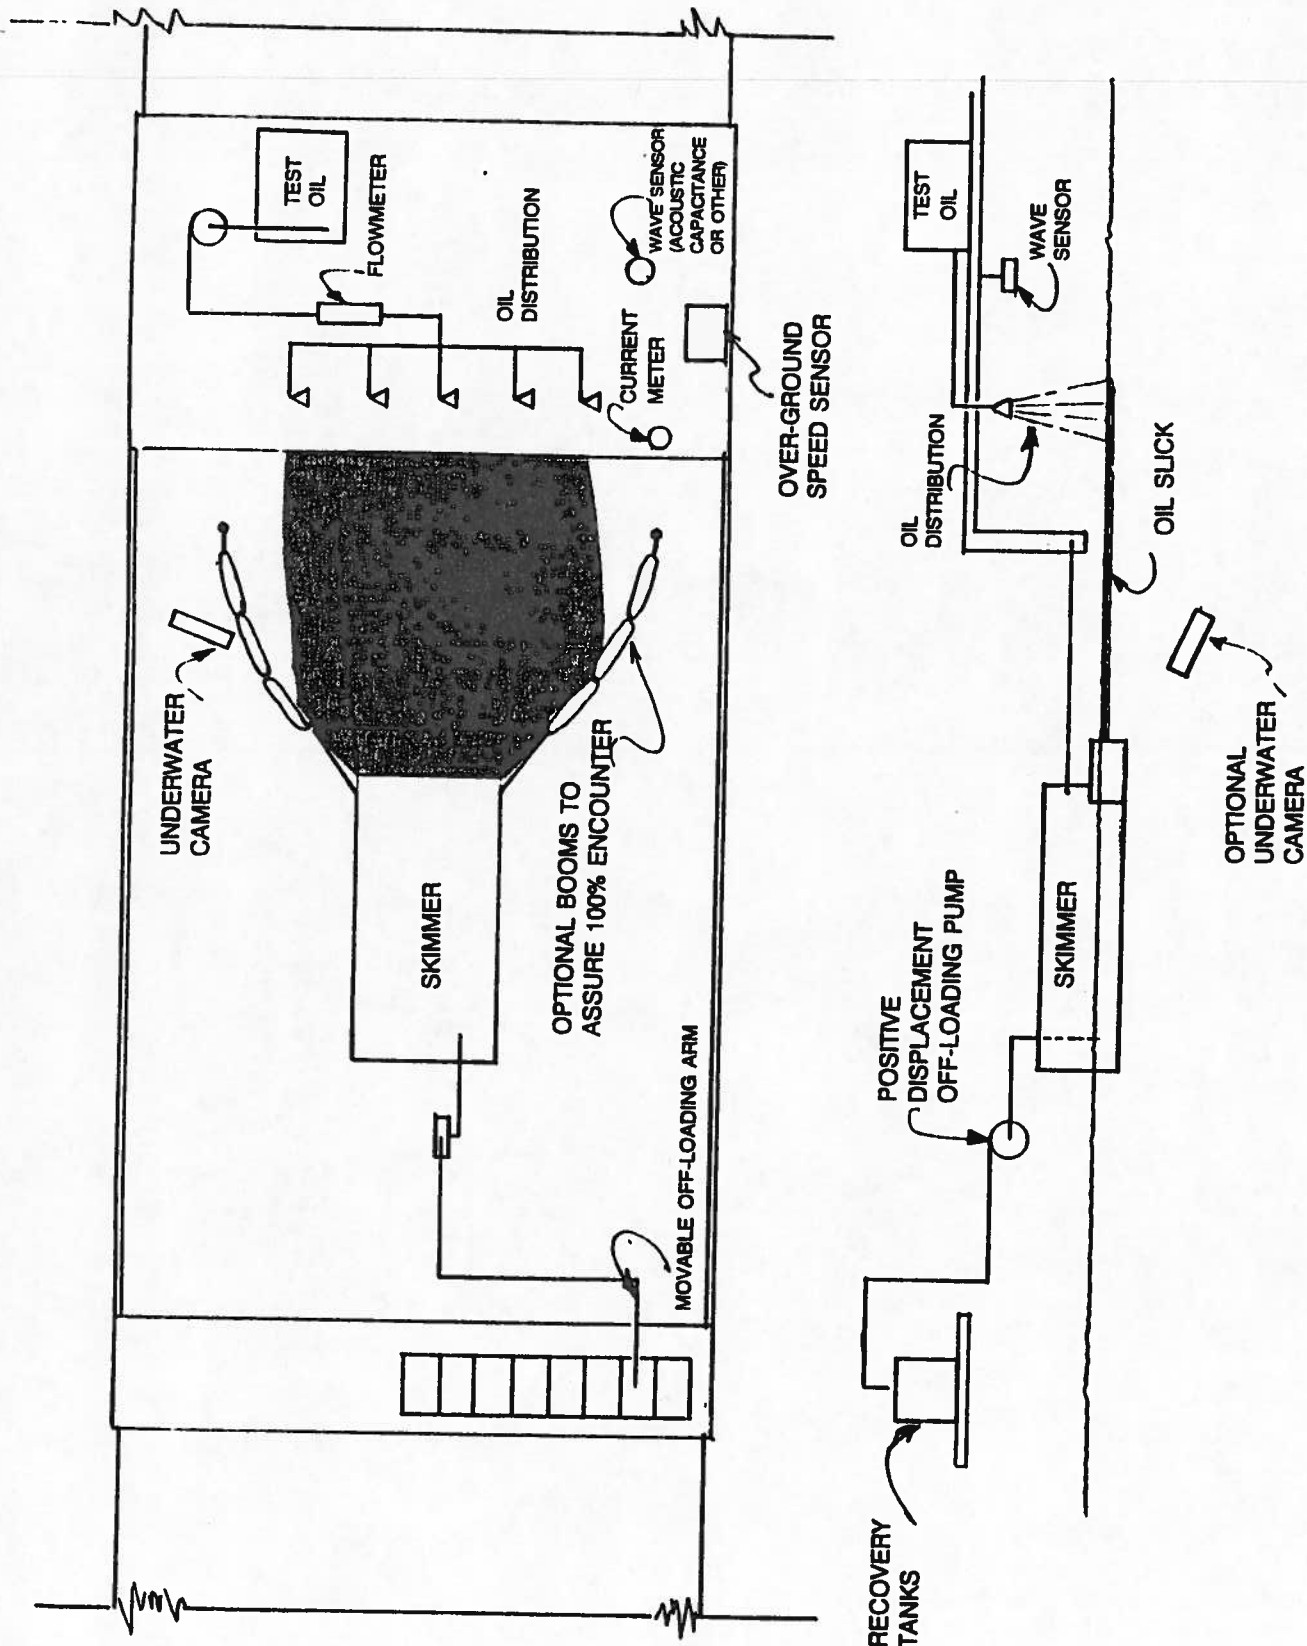 TEST
OIL
FLOWMETER
OIL
DISTRIBUTION
WAVE SENSOR
(ACOUSTIC
CAPACITANCE
OR OTHER)
CURRENT
METER
OVER-GROUND
SPEED SENSOR
UNDERWATER
CAMERA
SKIMMER
OPTIONAL BOOMS TO
ASSURE 100% ENCOUNTER
MOVABLE OFF-LOADING ARM
TEST
OIL
WAVE
SENSOR
OIL
DISTRIBUTION
OIL SLICK
OPTIONAL
UNDERWATER
CAMERA
SKIMMER
POSITIVE
DISPLACEMENT
OFF-LOADING PUMP
RECOVERY
TANKS